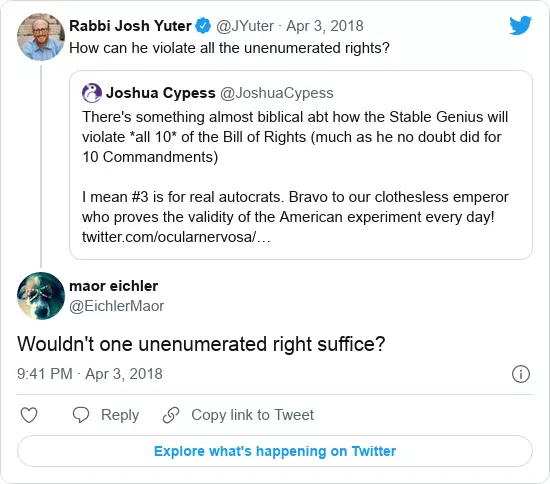 Rabbi Josh Yuter @JYuter · Apr 3, 2018
How can he violate all the unenumerated rights?
Joshua Cypess @JoshuaCypess
There's something almost biblical abt how the Stable Genius will
violate *all 10* of the Bill of Rights (much as he no doubt did for
10 Commandments)
I mean #3 is for real autocrats. Bravo to our clothesless emperor
who proves the validity of the American experiment every day!
twitter.com/ocularnervosa/…
maor eichler
@EichlerMaor
Wouldn't one unenumerated right suffice?
9:41 PM · Apr 3, 2018
Reply Copy link to Tweet
Explore what's happening on Twitter